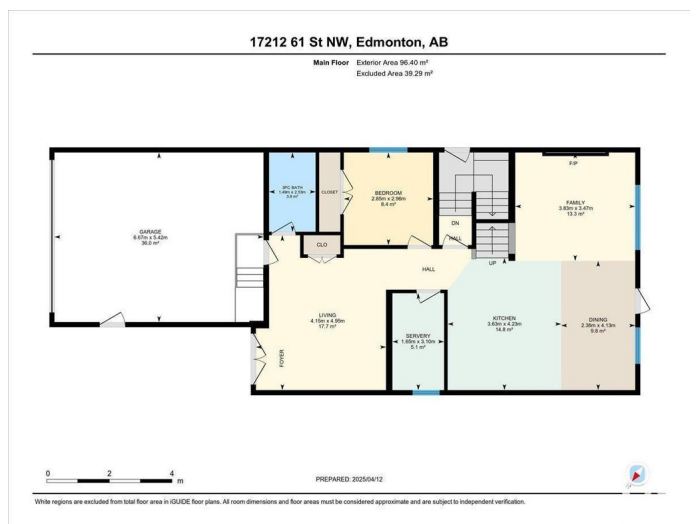 17212 61 St NW, Edmonton, AB
Main Floor Exterior Area 96.40 m²
Excluded Area 39.29 m²
F/P
3PC BATH
1.49m x 2.59m
3.8 m²
CLOSET
BEDROOM
2.85m x 2.96m
8.4 m²
FAMILY
3.83m x 3.47m
13.3 m²
GARAGE
6.67m x 5.42m
36.0 m²
DN
HALL
CLO
UP
HALL
LIVING
4.15m x 4.95m
17.7 m²
KITCHEN
3.63m x 4.23m
14.8 m²
DINING
2.36m x 4.13m
9.8 m²
SERVERY
1.65m x 3.10m
5.1 m²
FOYER
0 2 4
m
PREPARED: 2025/04/12
White regions are excluded from total floor area in iGUIDE floor plans. All room dimensions and floor areas must be considered approximate and are subject to independent verification.